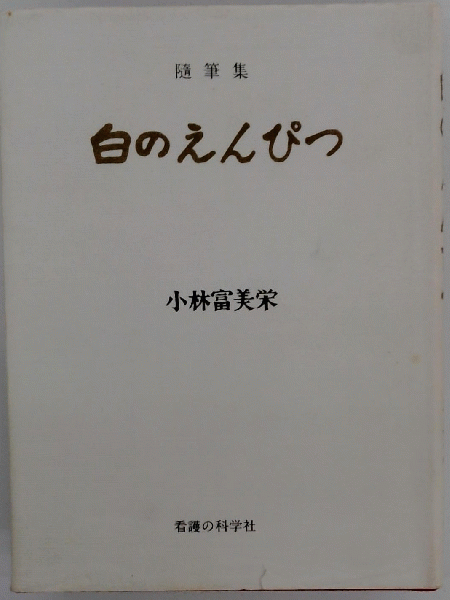 隨筆集
白のえんぴつ
小林富美栄
看護の科学社